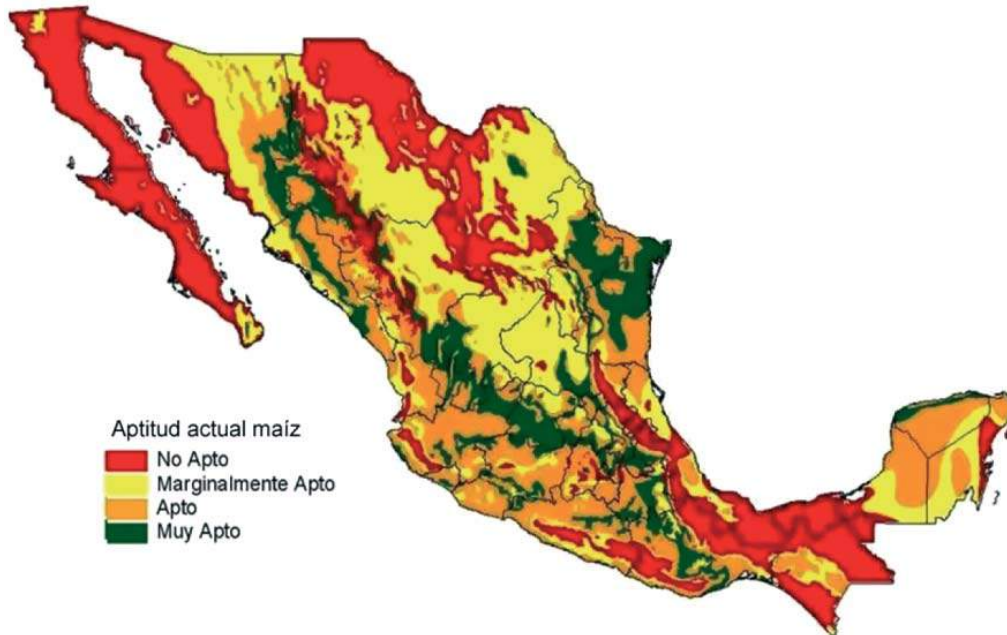 Aptitud actual maíz
No Apto
Marginalmente Apto
Apto
Muy Apto